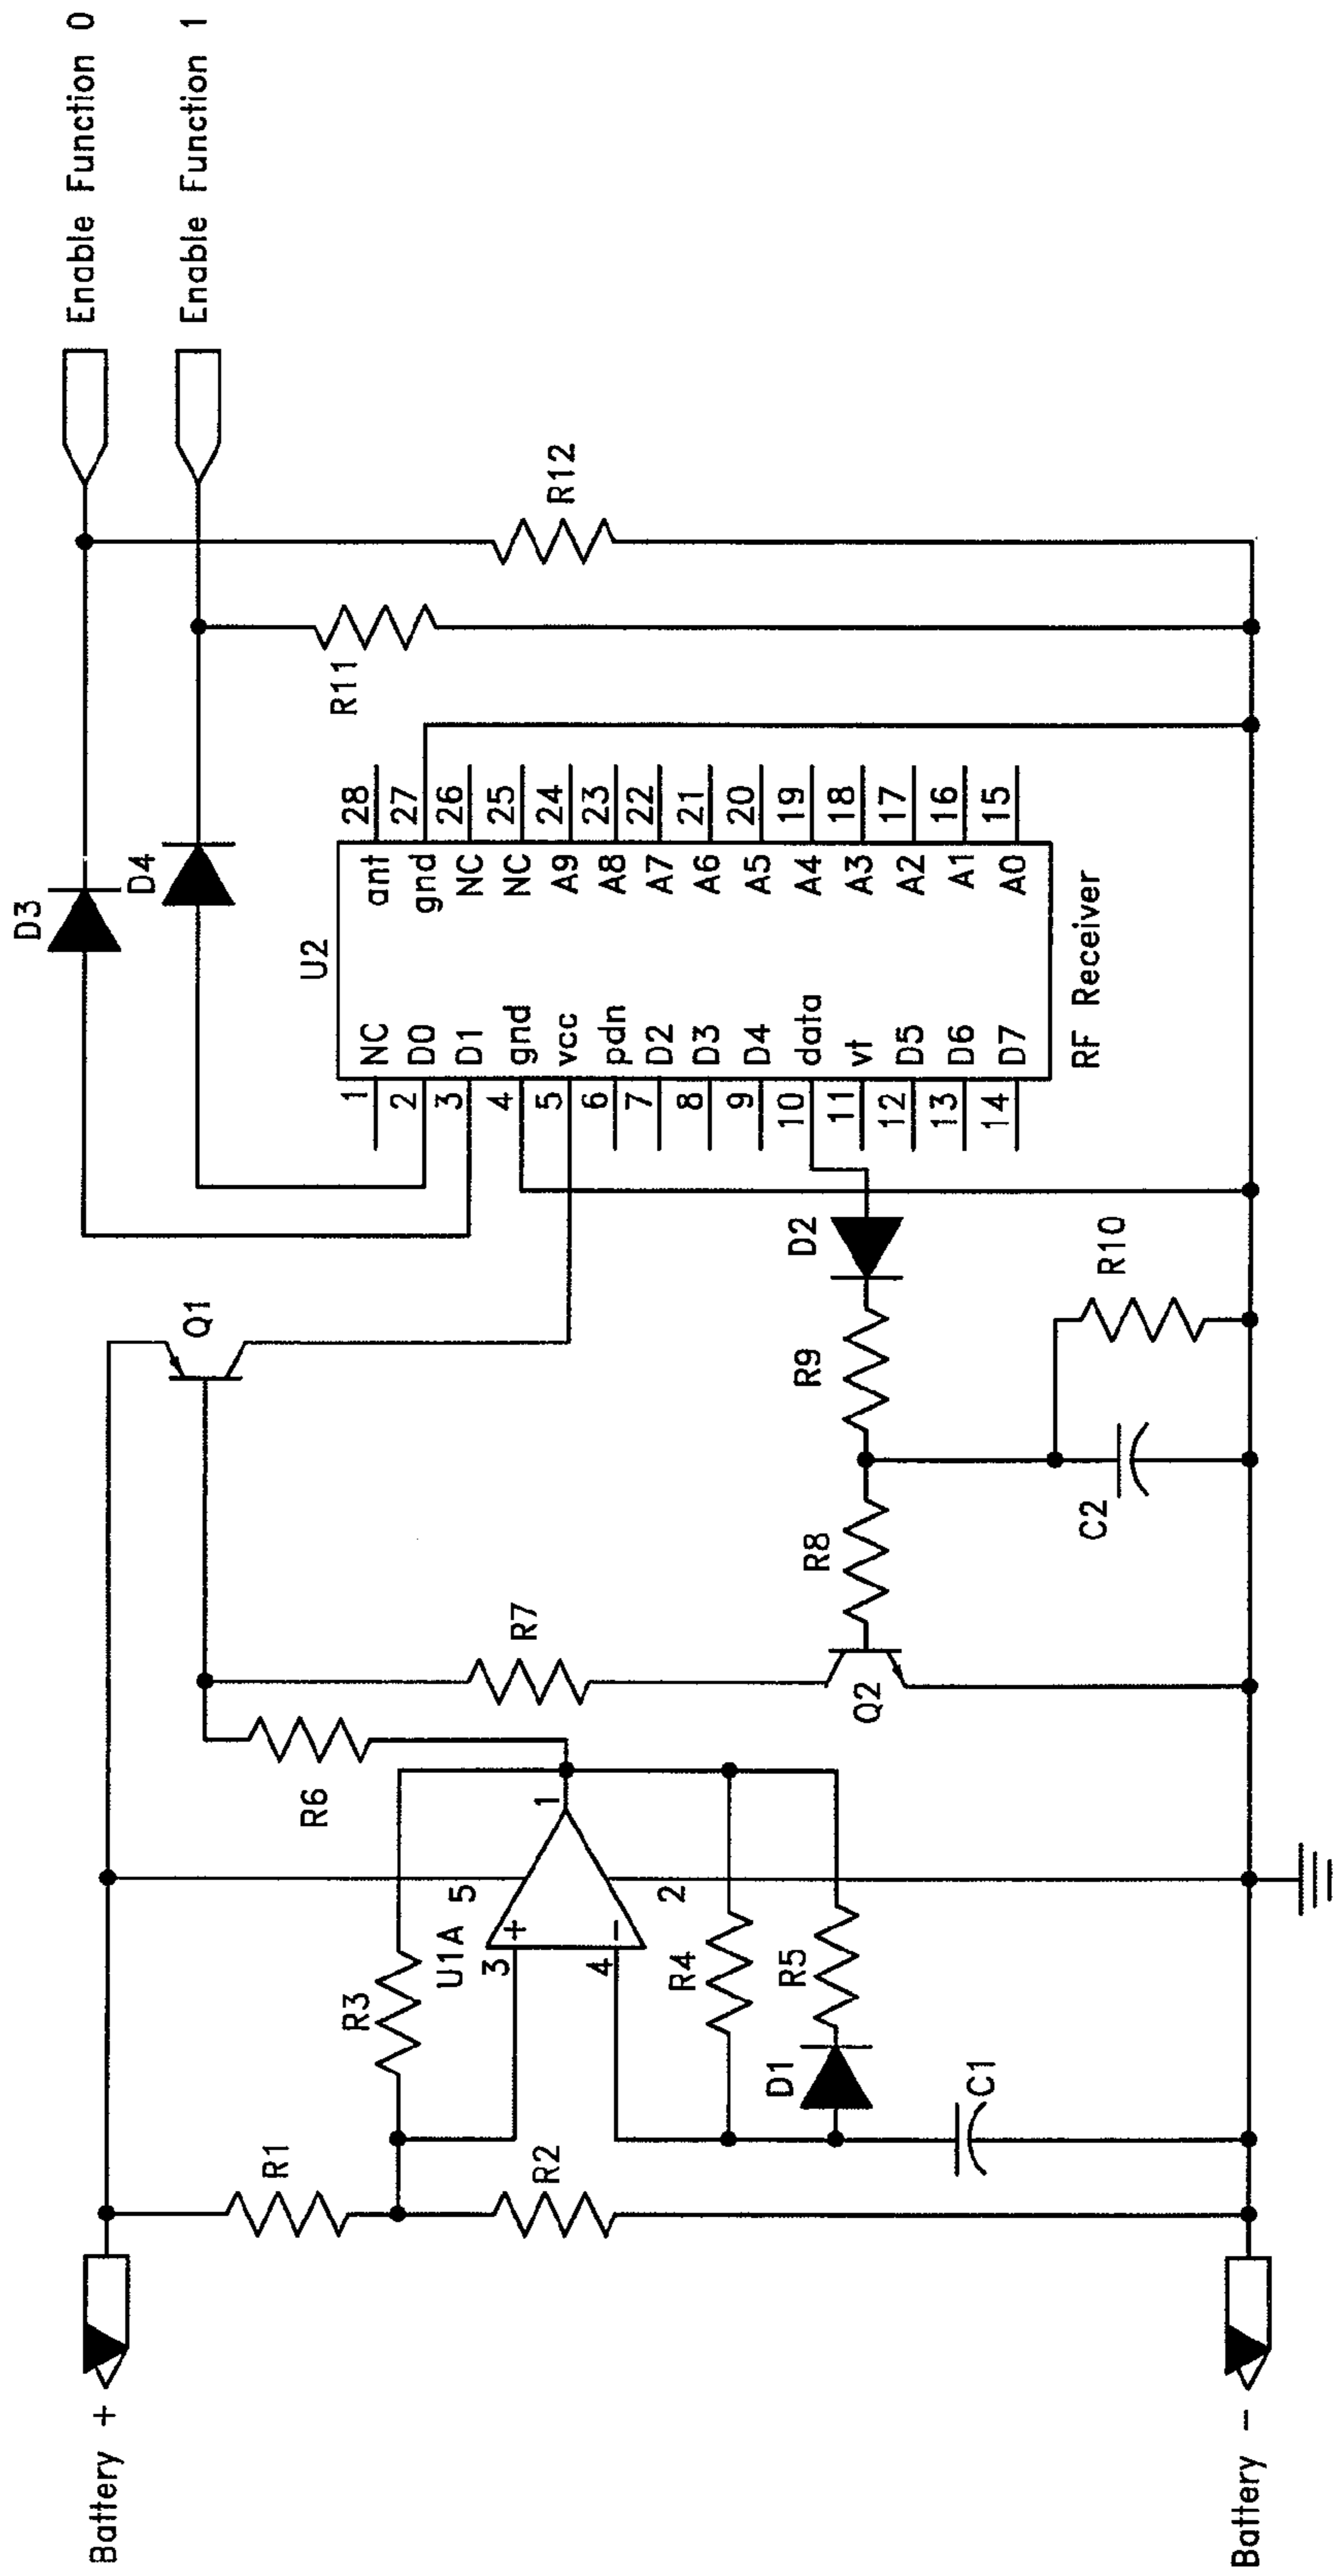 Battery +
Battery -
R1
R2
R3
U1A
3
+
4
-
5
2
1
R4
R5
D1
C1
R6
R7
Q1
Q2
R8
R9
D2
C2
R10
D3
D4
U2
1 NC
2 D0
3 D1
4 gnd
5 vcc
6 pdn
7 D2
8 D3
9 D4
10 data
11 vt
12 D5
13 D6
14 D7
ant 28
gnd 27
NC 26
NC 25
A9 24
A8 23
A7 22
A6 21
A5 20
A4 19
A3 18
A2 17
A1 16
A0 15
RF Receiver
R11
R12
Enable Function 0
Enable Function 1